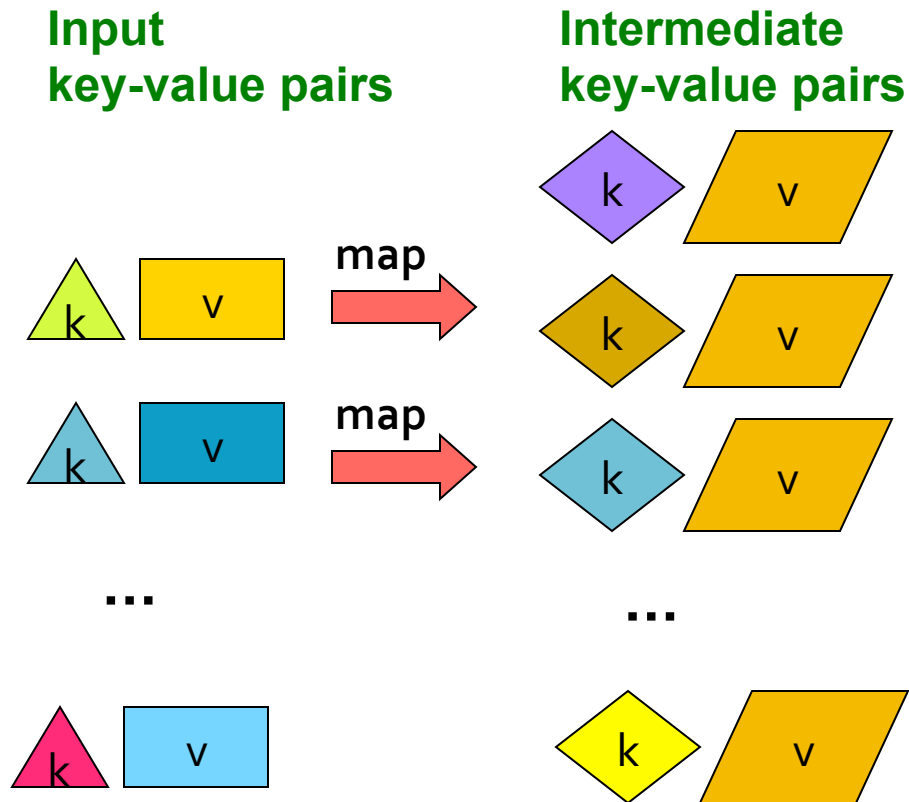 Input
key-value pairs
Intermediate
key-value pairs
k v
map
k v
k v
k v
map
k v
k v
...
...
k v
k v